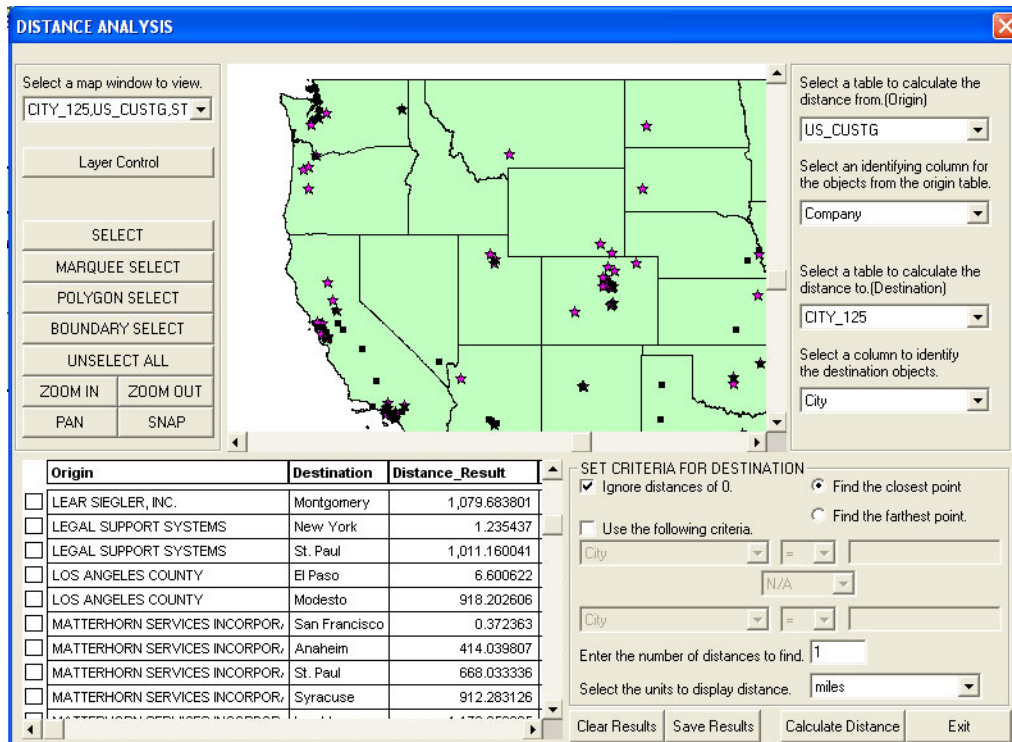 DISTANCE ANALYSIS
Select a map window to view.
CITY_125,US_CUSTG,ST
Layer Control
SELECT
MARQUEE SELECT
POLYGON SELECT
BOUNDARY SELECT
UNSELECT ALL
ZOOM IN ZOOM OUT
PAN SNAP
Select a table to calculate the
distance from.(Origin)
US_CUSTG
Select an identifying column for
the objects from the origin table.
Company
Select a table to calculate the
distance to.(Destination)
CITY_125
Select a column to identify
the destination objects.
City
Origin Destination Distance_Result
LEAR SIEGLER, INC. Montgomery 1,079.683801
LEGAL SUPPORT SYSTEMS New York 1.235437
LEGAL SUPPORT SYSTEMS St. Paul 1,011.160041
LOS ANGELES COUNTY El Paso 6.600622
LOS ANGELES COUNTY Modesto 918.202606
MATTERHORN SERVICES INCORPOR San Francisco 0.372363
MATTERHORN SERVICES INCORPOR Anaheim 414.039807
MATTERHORN SERVICES INCORPOR St. Paul 668.033336
MATTERHORN SERVICES INCORPOR Syracuse 912.283126
SET CRITERIA FOR DESTINATION
Ignore distances of 0. Find the closest point
Find the farthest point.
Use the following criteria.
City =
N/A
City =
Enter the number of distances to find. 1
Select the units to display distance. miles
Clear Results Save Results Calculate Distance Exit